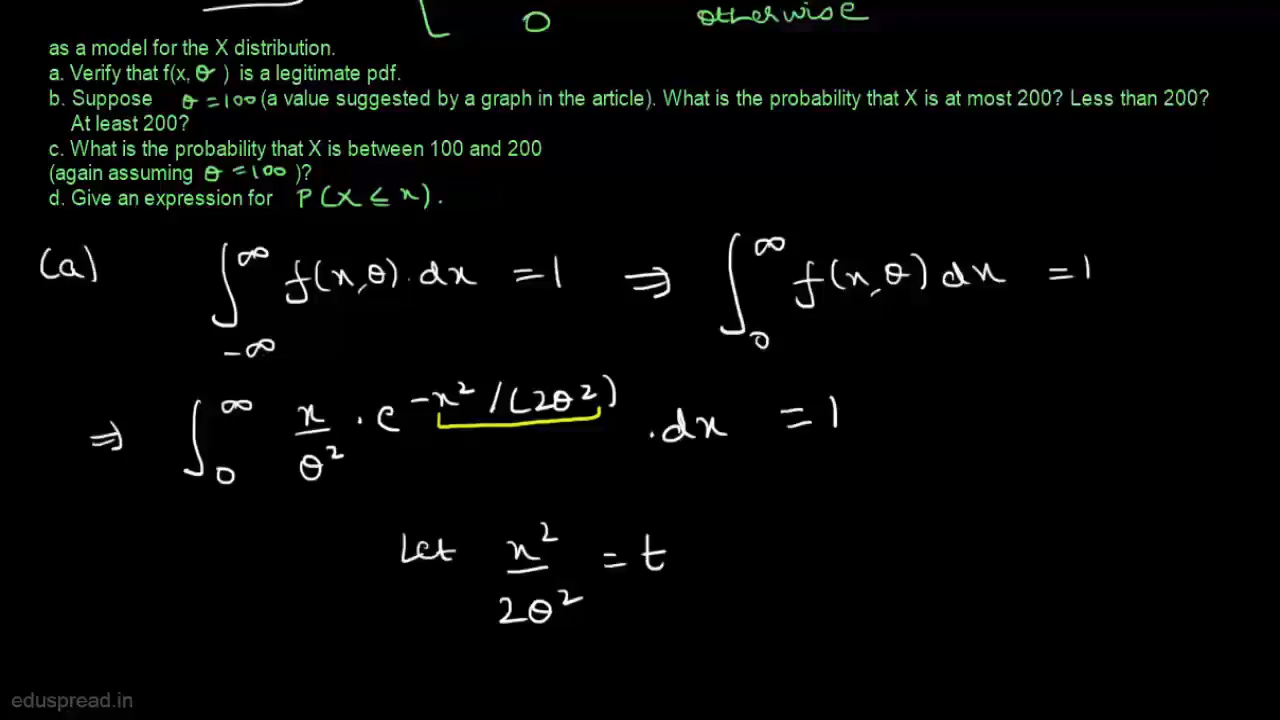 0 otherwise
as a model for the X distribution.
a. Verify that f(x, θ ) is a legitimate pdf.
b. Suppose θ = 100 (a value suggested by a graph in the article). What is the probability that X is at most 200? Less than 200?
At least 200?
c. What is the probability that X is between 100 and 200
(again assuming θ = 100 )?
d. Give an expression for P(X ≤ x).
(a) ∫_{-∞}^{∞} f(x,θ).dx = 1 ⇒ ∫_0^∞ f(x,θ) dx = 1
⇒ ∫_0^∞ x/θ² · e^{-x²/(2θ²)} .dx = 1
Let x²/2θ² = t
eduspread.in